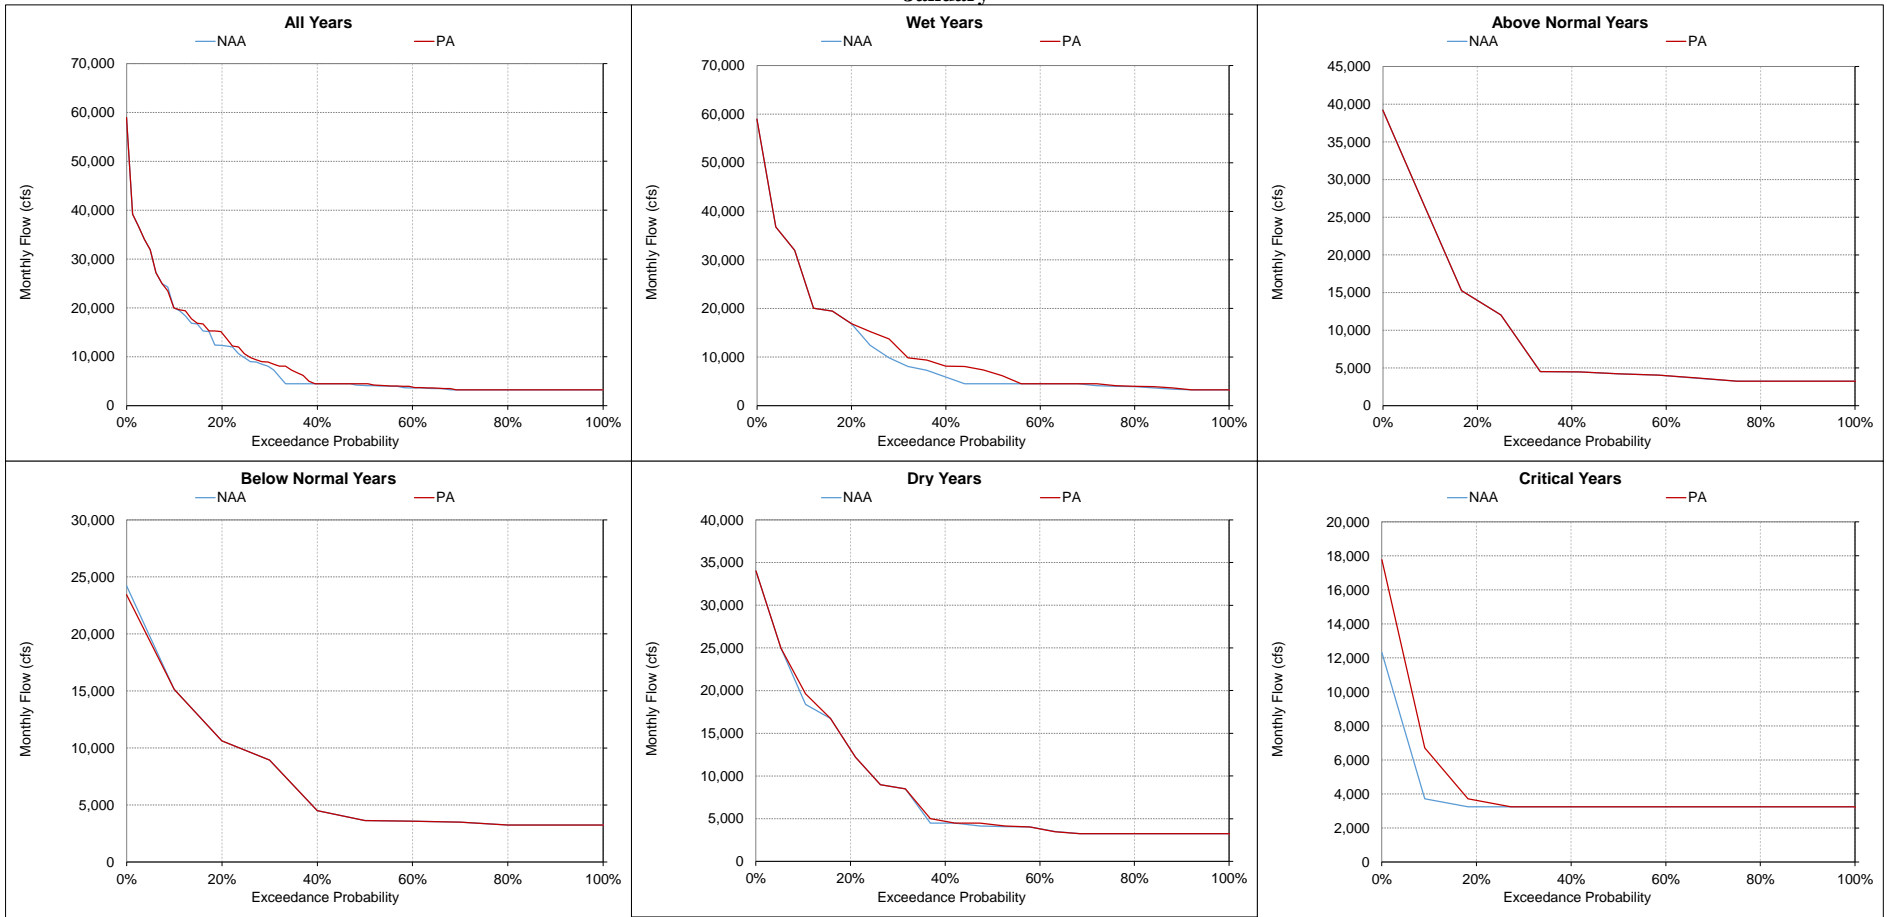 All Years
NAA PA
70,000
60,000
50,000
40,000
30,000
20,000
10,000
0
0% 20% 40% 60% 80% 100%
Monthly Flow (cfs)
Exceedance Probability
Wet Years
NAA PA
70,000
60,000
50,000
40,000
30,000
20,000
10,000
0
0% 20% 40% 60% 80% 100%
Monthly Flow (cfs)
Exceedance Probability
Above Normal Years
NAA PA
45,000
40,000
35,000
30,000
25,000
20,000
15,000
10,000
5,000
0
0% 20% 40% 60% 80% 100%
Monthly Flow (cfs)
Exceedance Probability
Below Normal Years
NAA PA
30,000
25,000
20,000
15,000
10,000
5,000
0
0% 20% 40% 60% 80% 100%
Monthly Flow (cfs)
Exceedance Probability
Dry Years
NAA PA
40,000
35,000
30,000
25,000
20,000
15,000
10,000
5,000
0
0% 20% 40% 60% 80% 100%
Monthly Flow (cfs)
Exceedance Probability
Critical Years
NAA PA
20,000
18,000
16,000
14,000
12,000
10,000
8,000
6,000
4,000
2,000
0
0% 20% 40% 60% 80% 100%
Monthly Flow (cfs)
Exceedance Probability